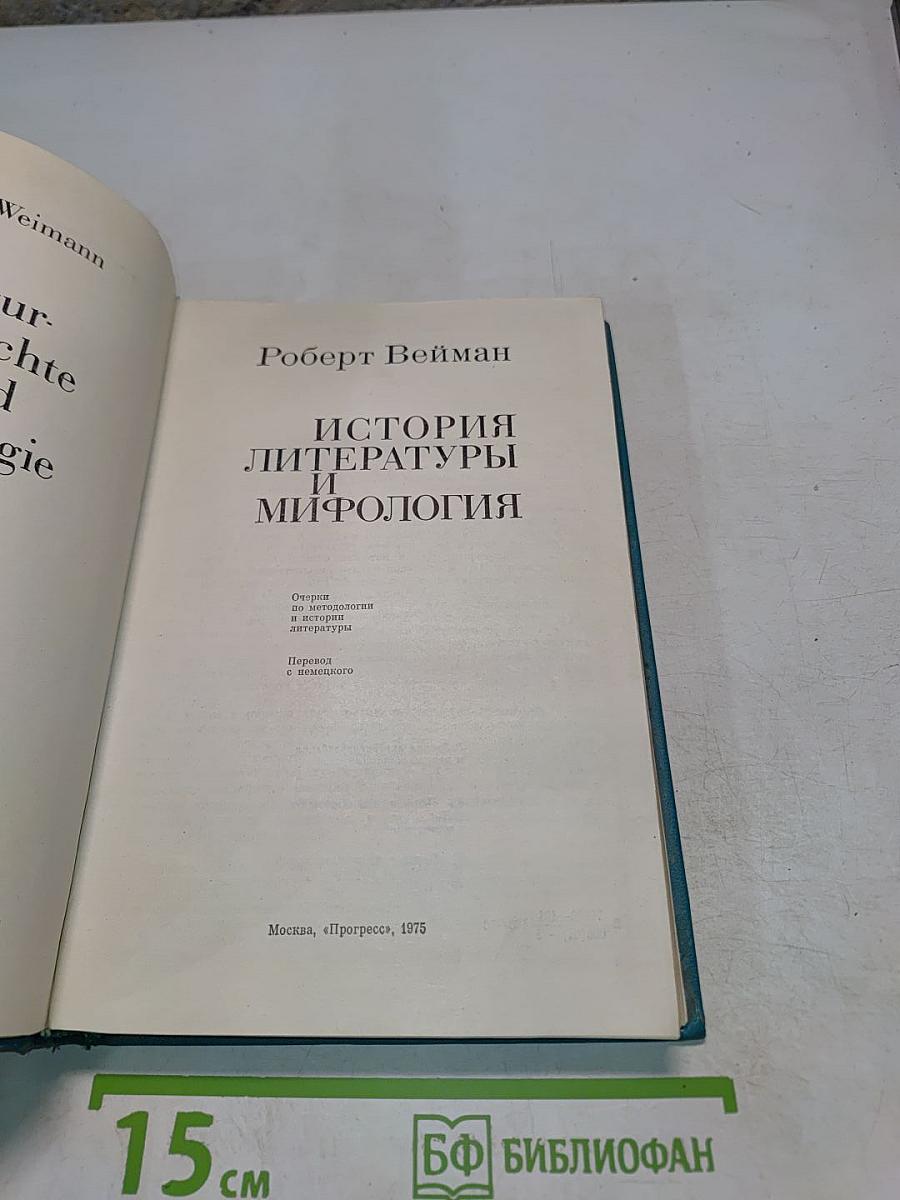 Weimann
ur-
chte
d
gie
Роберт Вейман
ИСТОРИЯ
ЛИТЕРАТУРЫ
И
МИФОЛОГИЯ
Очерки
по методологии
и истории
литературы
Перевод
с немецкого
Москва, «Прогресс», 1975
15 см
БФ БИБЛИОФАН